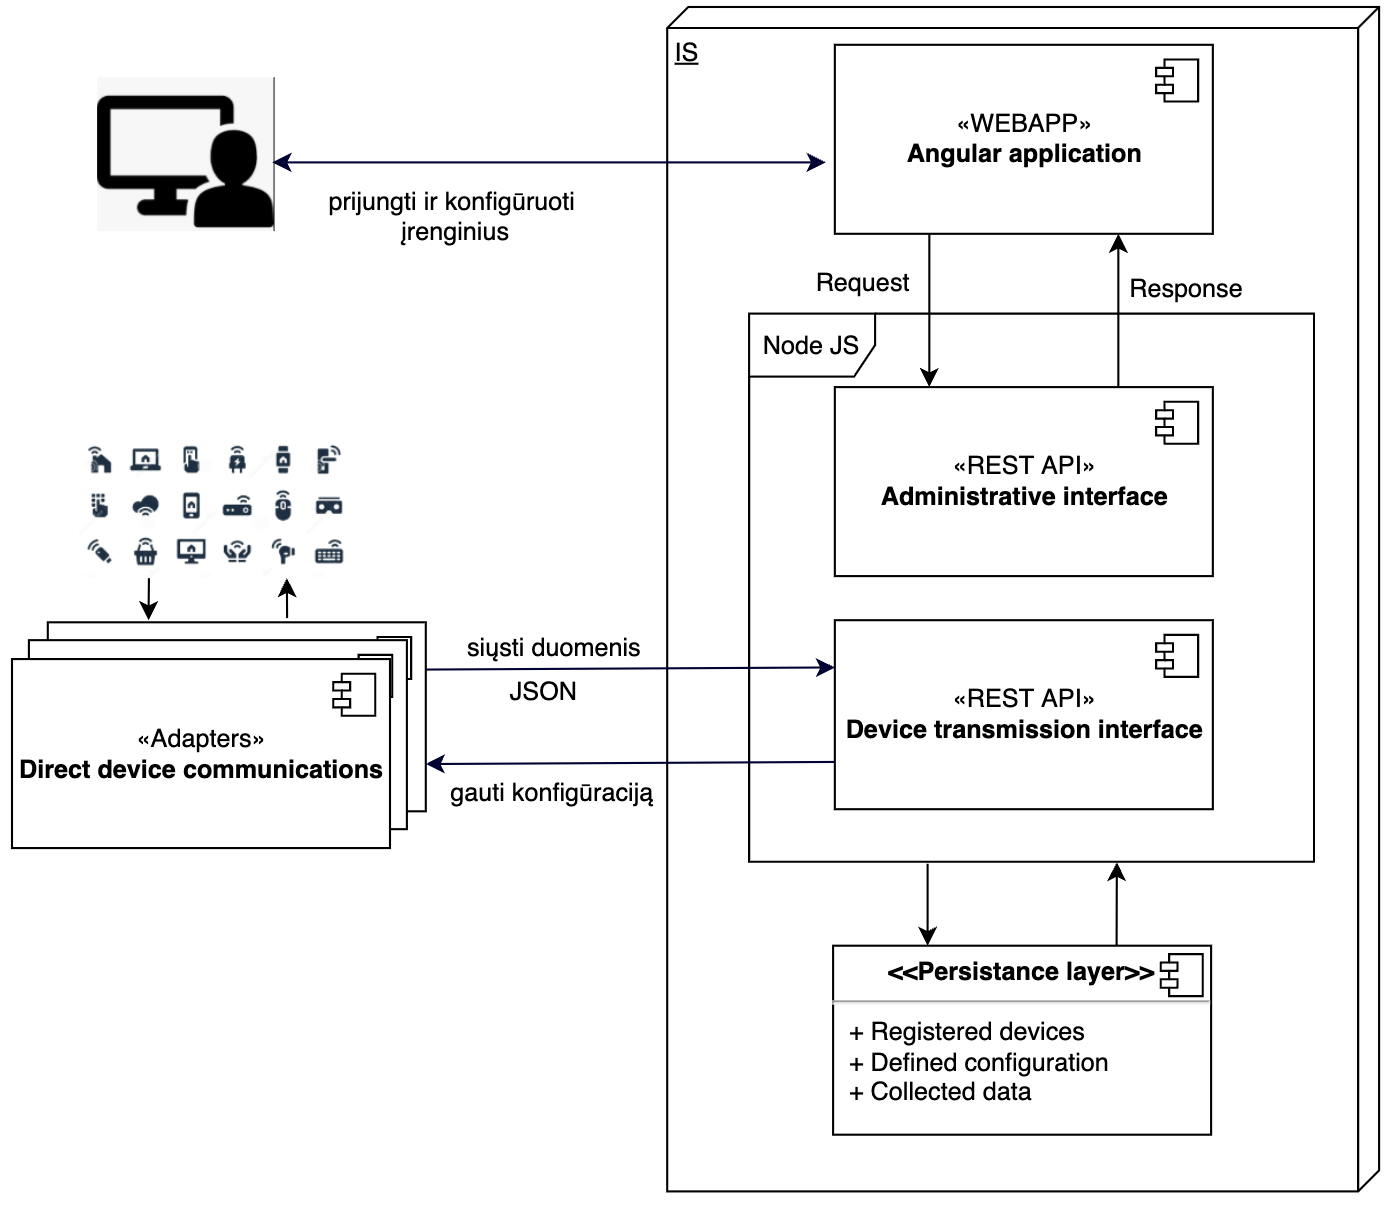 IS
«WEBAPP»
Angular application
prijungti ir konfigūruoti
įrenginius
Request
Response
Node JS
«REST API»
Administrative interface
siųsti duomenis
JSON
«REST API»
Device transmission interface
«Adapters»
Direct device communications
gauti konfigūraciją
<<Persistance layer>>
+ Registered devices
+ Defined configuration
+ Collected data